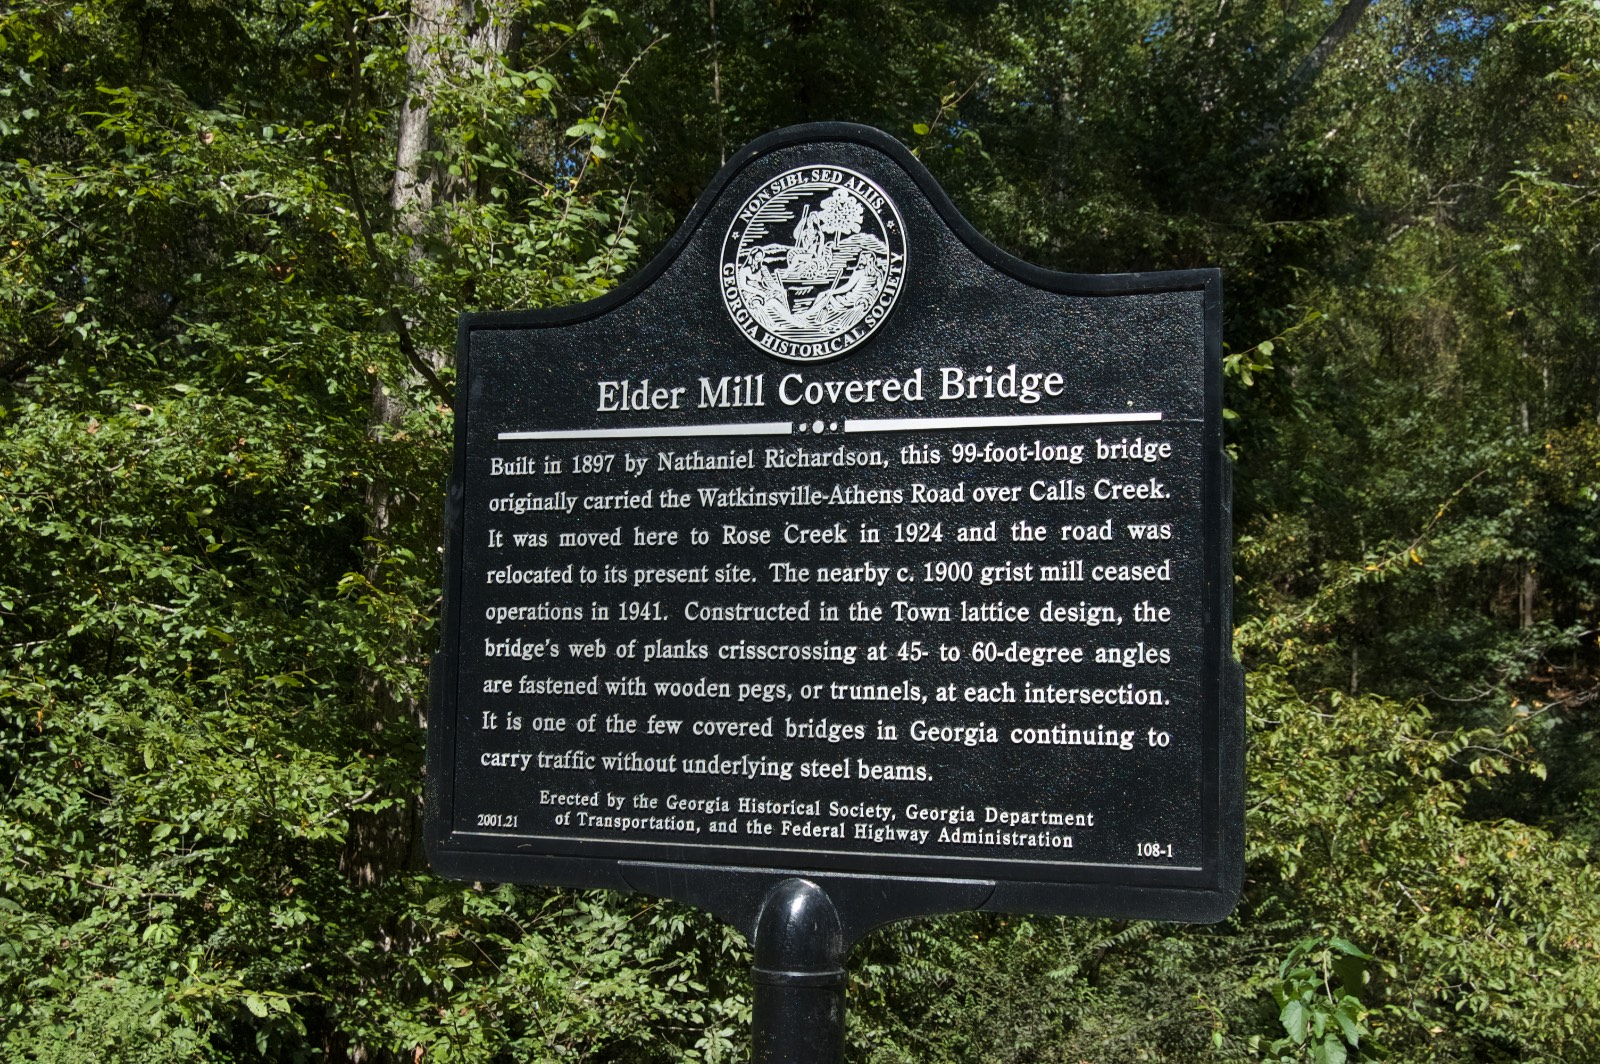 NON SIBI, SED ALIIS.
GEORGIA HISTORICAL SOCIETY
Elder Mill Covered Bridge
Built in 1897 by Nathaniel Richardson, this 99-foot-long bridge
originally carried the Watkinsville-Athens Road over Calls Creek.
It was moved here to Rose Creek in 1924 and the road was
relocated to its present site. The nearby c. 1900 grist mill ceased
operations in 1941. Constructed in the Town lattice design, the
bridge's web of planks crisscrossing at 45- to 60-degree angles
are fastened with wooden pegs, or trunnels, at each intersection.
It is one of the few covered bridges in Georgia continuing to
carry traffic without underlying steel beams.
Erected by the Georgia Historical Society, Georgia Department
of Transportation, and the Federal Highway Administration
2001.21
108-1